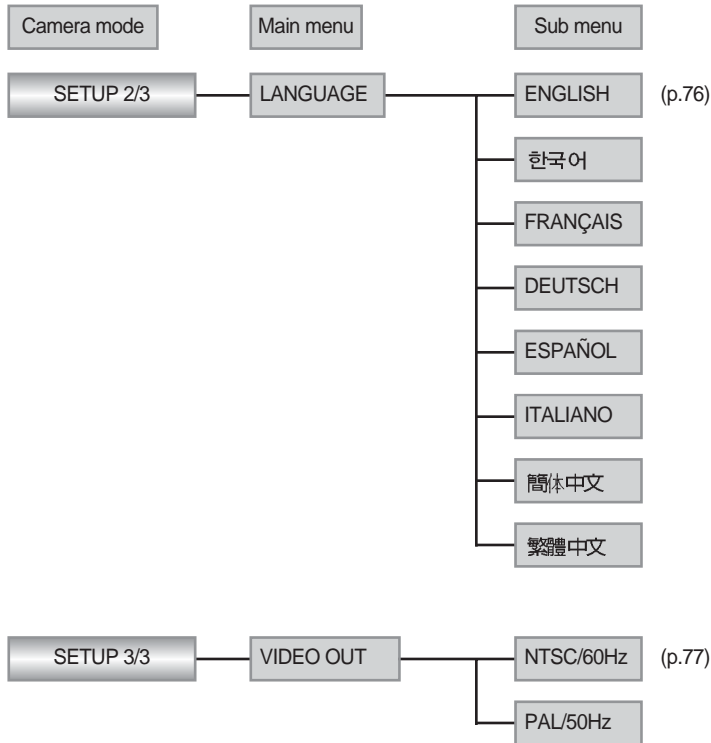 Camera mode Main menu Sub menu
SETUP 2/3 LANGUAGE ENGLISH (p.76)
한국어
FRANÇAIS
DEUTSCH
ESPAÑOL
ITALIANO
簡体中文
繁體中文
SETUP 3/3 VIDEO OUT NTSC/60Hz (p.77)
PAL/50Hz